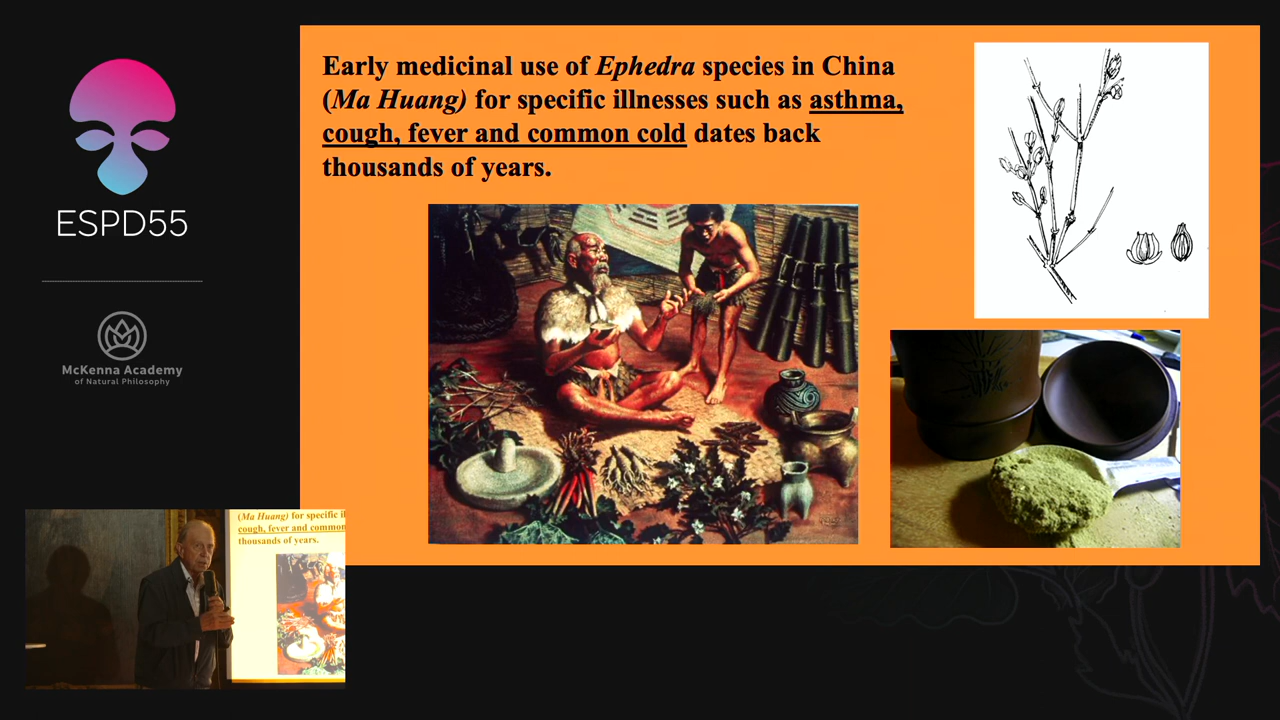 ESPD55
McKenna Academy
of Natural Philosophy
Early medicinal use of Ephedra species in China
(Ma Huang) for specific illnesses such as asthma,
cough, fever and common cold dates back
thousands of years.
(Ma Huang) for specific
cough, fever and common
thousands of years.